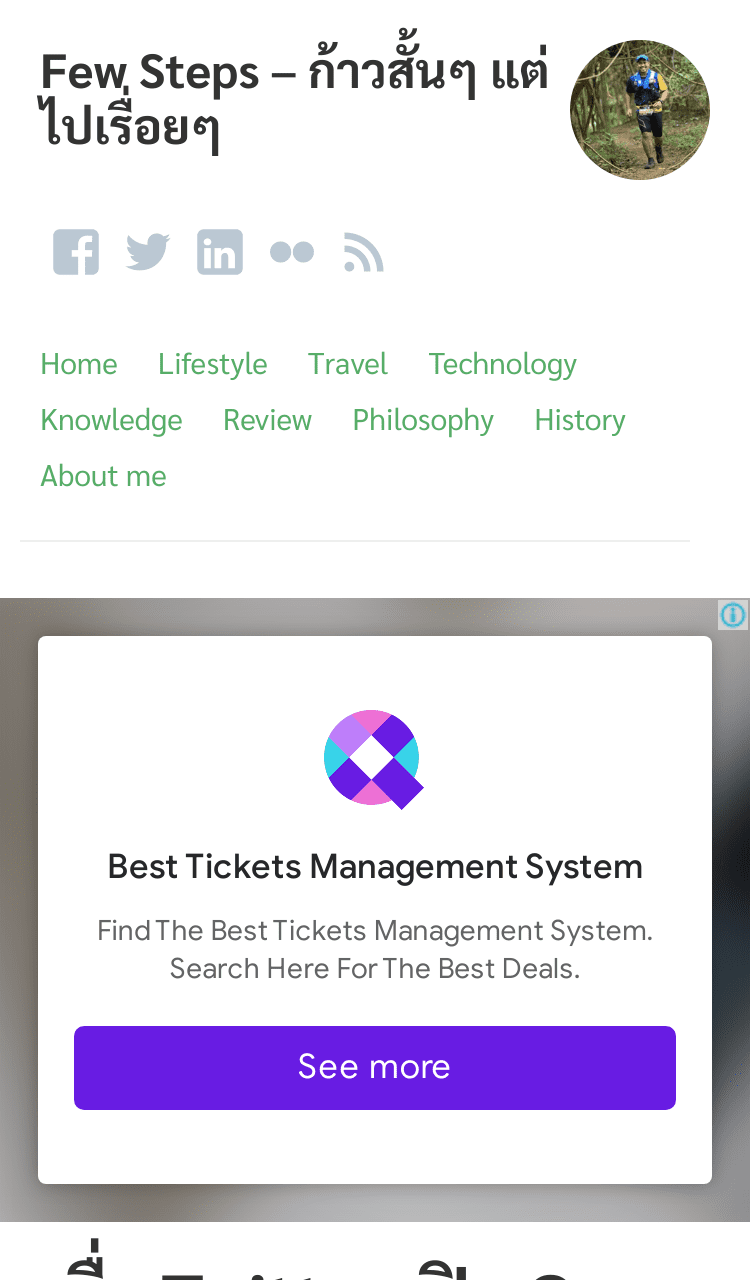 Few Steps – ก้าวสั้นๆ แต่
ไปเรื่อยๆ
Home Lifestyle Travel Technology
Knowledge Review Philosophy History
About me
Best Tickets Management System
Find The Best Tickets Management System.
Search Here For The Best Deals.
See more